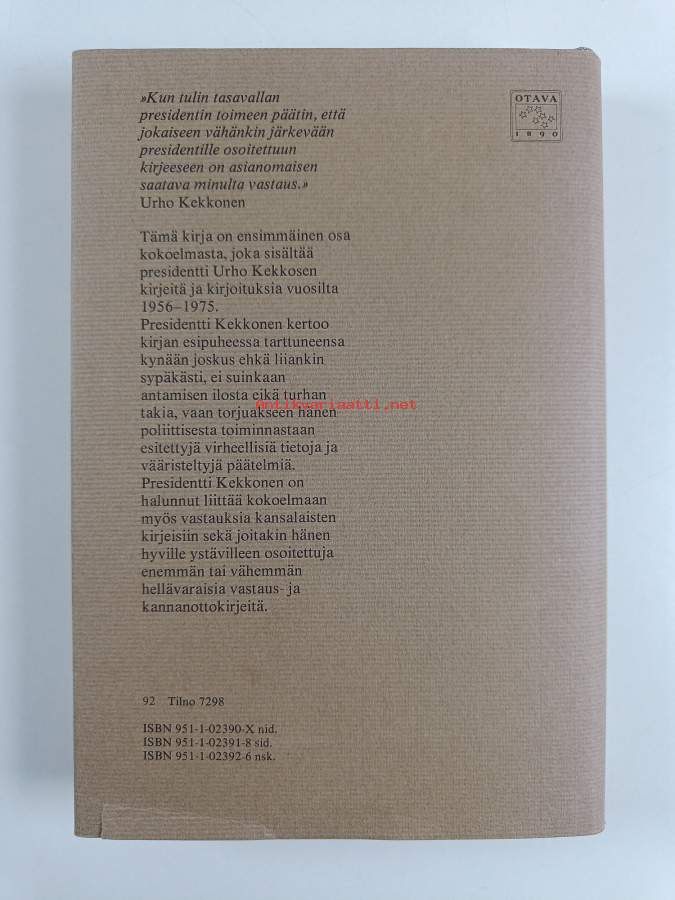 »Kun tulin tasavallan
presidentin toimeen päätin, että
jokaiseen vähänkin järkevään
presidentille osoitettuun
kirjeeseen on asianomaisen
saatava minulta vastaus.»
Urho Kekkonen
OTAVA
1890
Tämä kirja on ensimmäinen osa
kokoelmasta, joka sisältää
presidentti Urho Kekkosen
kirjeitä ja kirjoituksia vuosilta
1956–1975.
Presidentti Kekkonen kertoo
kirjan esipuheessa tarttuneensa
kynään joskus ehkä liiankin
sypäkästi, ei suinkaan
antamisen ilosta eikä turhan
takia, vaan torjuakseen hänen
poliittisesta toiminnastaan
esitettyjä virheellisiä tietoja ja
vääristeltyjä päätelmiä.
Presidentti Kekkonen on
halunnut liittää kokoelmaan
myös vastauksia kansalaisten
kirjeisiin sekä joitakin hänen
hyville ystävilleen osoitettuja
enemmän tai vähemmän
hellävaraisia vastaus- ja
kannanottokirjeitä.
Antikvariaatti.net
92 Tilno 7298
ISBN 951-1-02390-X nid.
ISBN 951-1-02391-8 sid.
ISBN 951-1-02392-6 nsk.